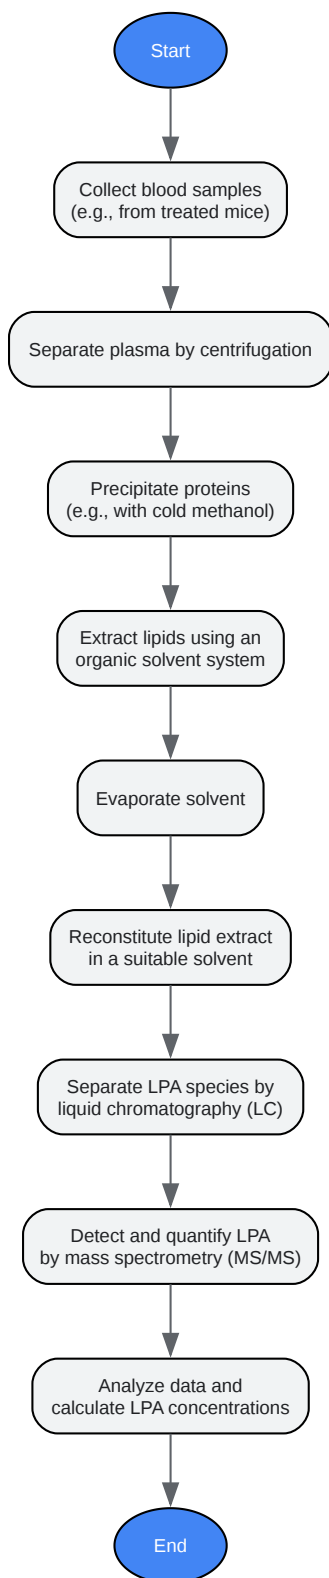 Start
Collect blood samples
(e.g., from treated mice)
Separate plasma by centrifugation
Precipitate proteins
(e.g., with cold methanol)
Extract lipids using an
organic solvent system
Evaporate solvent
Reconstitute lipid extract
in a suitable solvent
Separate LPA species by
liquid chromatography (LC)
Detect and quantify LPA
by mass spectrometry (MS/MS)
Analyze data and
calculate LPA concentrations
End